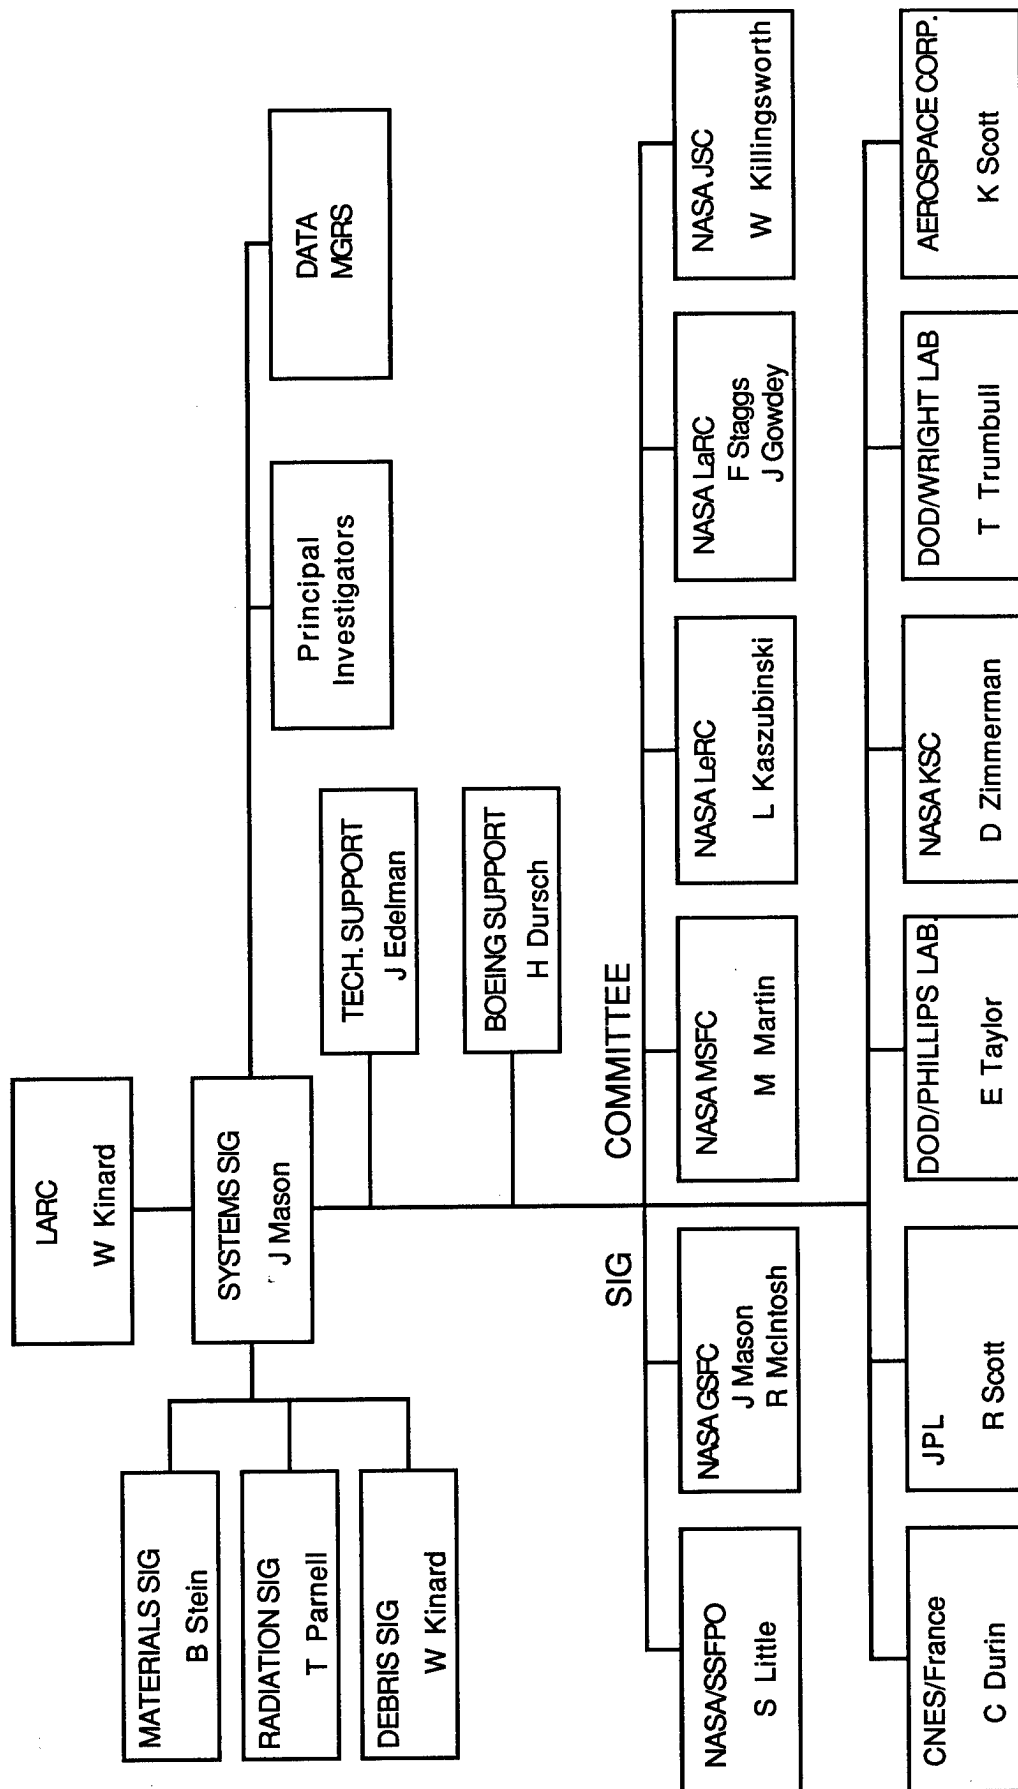 LARC
W Kinard
MATERIALS SIG
B Stein
RADIATION SIG
T Parnell
DEBRIS SIG
W Kinard
SYSTEMS SIG
J Mason
Principal
Investigators
DATA
MGRS
TECH. SUPPORT
J Edelman
BOEING SUPPORT
H Dursch
SIG COMMITTEE
NASA/SSFPO
S Little
NASA GSFC
J Mason
R McIntosh
NASA MSFC
M Martin
NASA LeRC
L Kaszubinski
NASA LaRC
F Staggs
J Gowdey
NASA JSC
W Killingsworth
CNES/France
C Durin
JPL
R Scott
DOD/PHILLIPS LAB.
E Taylor
NASA KSC
D Zimmerman
DOD/WRIGHT LAB
T Trumbull
AEROSPACE CORP.
K Scott